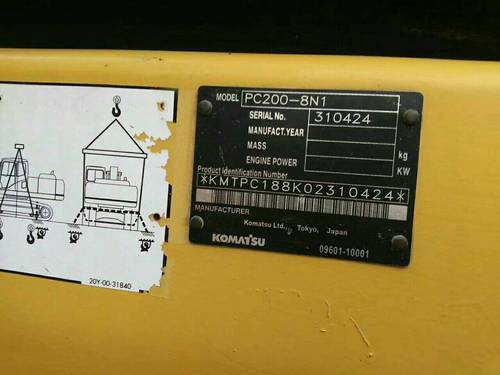 MODEL PC200-8N1
SERIAL No. 310424
MANUFACT.YEAR
MASS kg
ENGINE POWER KW
Product Identification Number
*KMTPC188K02310424*
MANUFACTURER
Komatsu Ltd., Tokyo, Japan
KOMATSU 09601-10001
20Y-00-31840